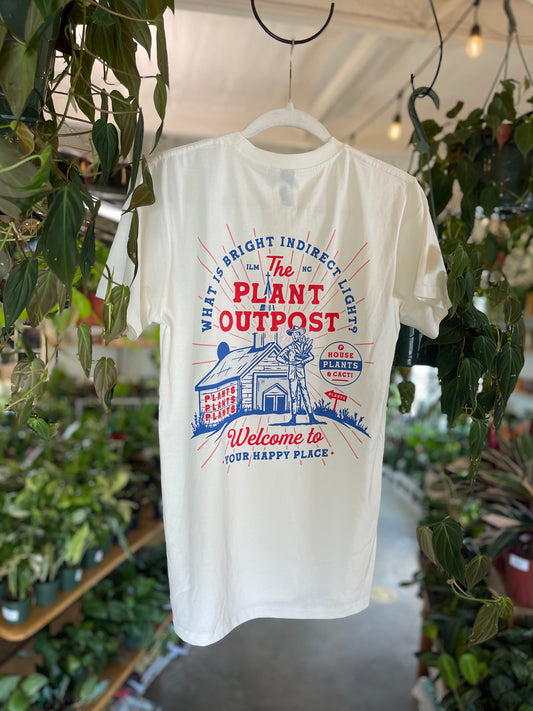 WHAT IS BRIGHT INDIRECT LIGHT?
ILM The NC
PLANT
OUTPOST
P
HOUSE
PLANTS
& CACTI
PLANTS
PLANTS
PLANTS
Welcome to
• YOUR HAPPY PLACE •